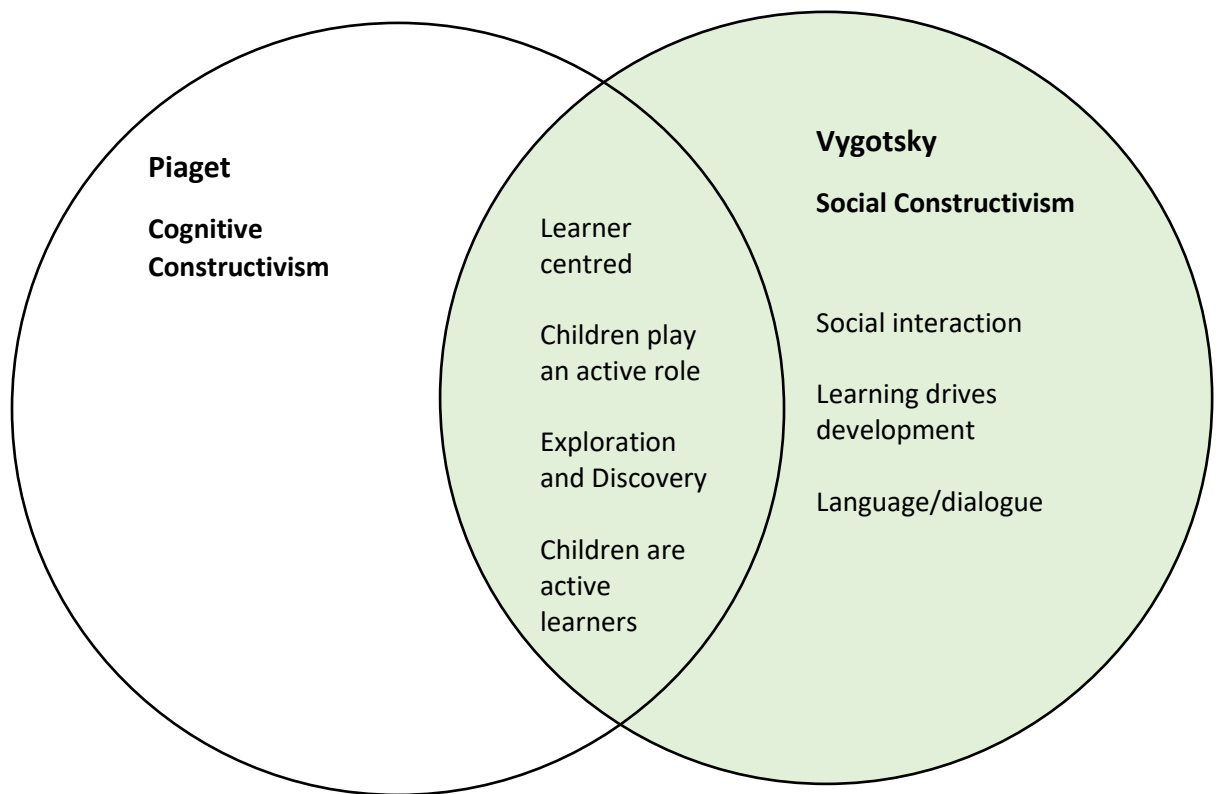 Piaget
Cognitive
Constructivism
Learner
centred
Children play
an active role
Exploration
and Discovery
Children are
active
learners
Vygotsky
Social Constructivism
Social interaction
Learning drives
development
Language/dialogue